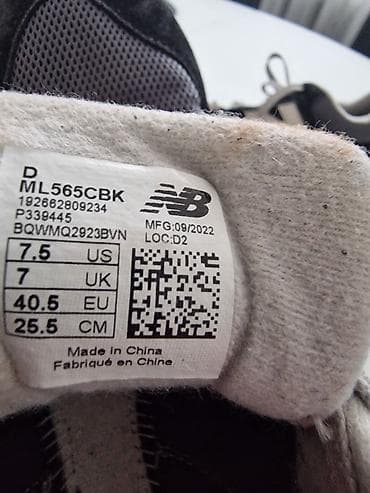 D
ML565CBK
192662809234
P339445
BQWMQ2923BVN
NB
MFG:09/2022
LOC:D2
7.5 US
7 UK
40.5 EU
25.5 CM
Made in China
Fabriqué en Chine